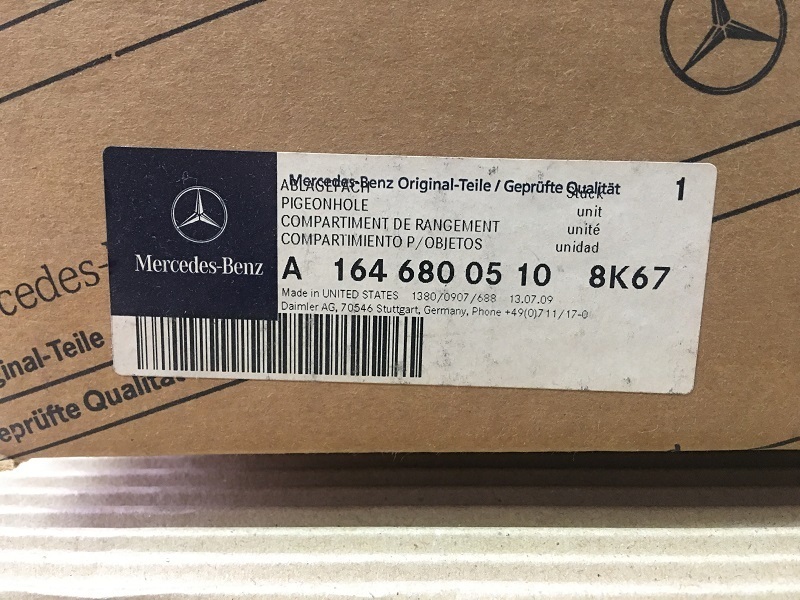 Mercedes-Benz Original-Teile / Geprüfte Qualität 1
ABLAGEFACH Stück
PIGEONHOLE unit
COMPARTIMENT DE RANGEMENT unité
COMPARTIMIENTO P/OBJETOS unidad
Mercedes-Benz
A 164 680 05 10 8K67
Made in UNITED STATES 1380/0907/688 13.07.09
Daimler AG, 70546 Stuttgart, Germany, Phone +49(0)711/17-0
cedes-
ginal-Teile
eprüfte Qualität